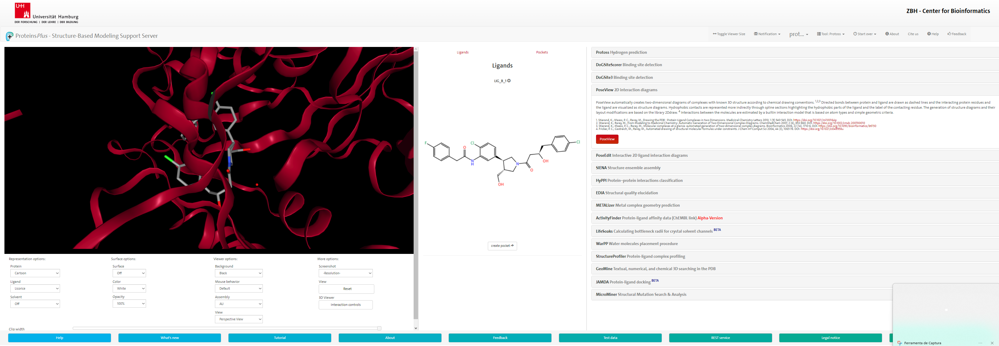 UHH
Universität Hamburg
DER FORSCHUNG | DER LEHRE | DER BILDUNG
ZBH - Center for Bioinformatics
ProteinsPlus - Structure-Based Modeling Support Server
Toggle Viewer Size
Notification
prot...
Tool: Protoss
Start over
About
Cite us
Help
Feedback
Ligands
Pockets
Ligands
LIG_B_1
F
O
N
H
Cl
OH
N
O
OH
Cl
create pocket
Protoss Hydrogen prediction
DoGSiteScorer Binding site detection
DoGSite3 Binding site detection
PoseView 2D interaction diagrams
PoseView automatically creates two-dimensional diagrams of complexes with known 3D structure according to chemical drawing conventions. 1,2,3 Directed bonds between protein and ligand are drawn as dashed lines and the interacting protein residues and
the ligand are visualized as structure diagrams. Hydrophobic contacts are represented more indirectly through spline sections highlighting the hydrophobic parts of the ligand and the label of the contacting residue. The generation of structure diagrams and their
layout modifications are based on the library 2Ddraw. 4 Interactions between the molecules are estimated by a builtin interaction model that is based on atom types and simple geometric criteria.
1. Stierand, K.; Maass, P. C.; Rarey, M., Drawing the PDB - Protein-Ligand Complexes in two Dimensions. Medicinal Chemistry Letters 2010, 1 (9) 540-545. DOI: https://doi.org/10.1021/ml100164p
2. Stierand, K.; Rarey, M., From Modeling to Medicinal Chemistry: Automatic Generation of Two-Dimensional Complex Diagrams. ChemMedChem 2007, 2 (6), 853-860. DOI: https://doi.org/10.1002/cmdc.200700010
3. Stierand, K.; Maass, P. C.; Rarey, M., Molecular complexes at a glance: automated generation of two-dimensional complex diagrams. Bioinformatics 2006, 22 (14), 1710-6. DOI: https://doi.org/10.1093/bioinformatics/btl150
4. Fricker, P. C.; Gastreich, M.; Rarey, M., Automated drawing of structural molecular formulas under constraints. J Chem Inf Comput Sci 2004, 44 (3), 1065-78. DOI: https://doi.org/10.1021/ci049958u
PoseView
PoseEdit Interactive 2D ligand interaction diagrams
SIENA Structure ensemble assembly
HyPPI Protein–protein interactions classification
EDIA Structural quality elucidation
METALizer Metal complex geometry prediction
ActivityFinder Protein-ligand affinity data (ChEMBL link) Alpha-Version
LifeSoaks Calculating bottleneck radii for crystal solvent channels BETA
WarPP Water molecules placement procedure
StructureProfiler Protein-ligand complex profiling
GeoMine Textual, numerical, and chemical 3D searching in the PDB
JAMDA Protein-ligand docking BETA
MicroMiner Structural Mutation Search & Analysis
Representation options:
Protein
Cartoon
Ligand
Licorice
Solvent
Off
Surface options:
Surface
Off
Color
White
Opacity
100%
Viewer options:
Background
Black
Mouse behavior
Default
Assembly
AU
View
Perspective View
More options:
Screenshot
-Resolution-
View
Reset
3D Viewer
Interaction controls
Clip width
Help
What's new
Tutorial
About
Feedback
Test data
REST service
Legal notice
Ferramenta de Captura